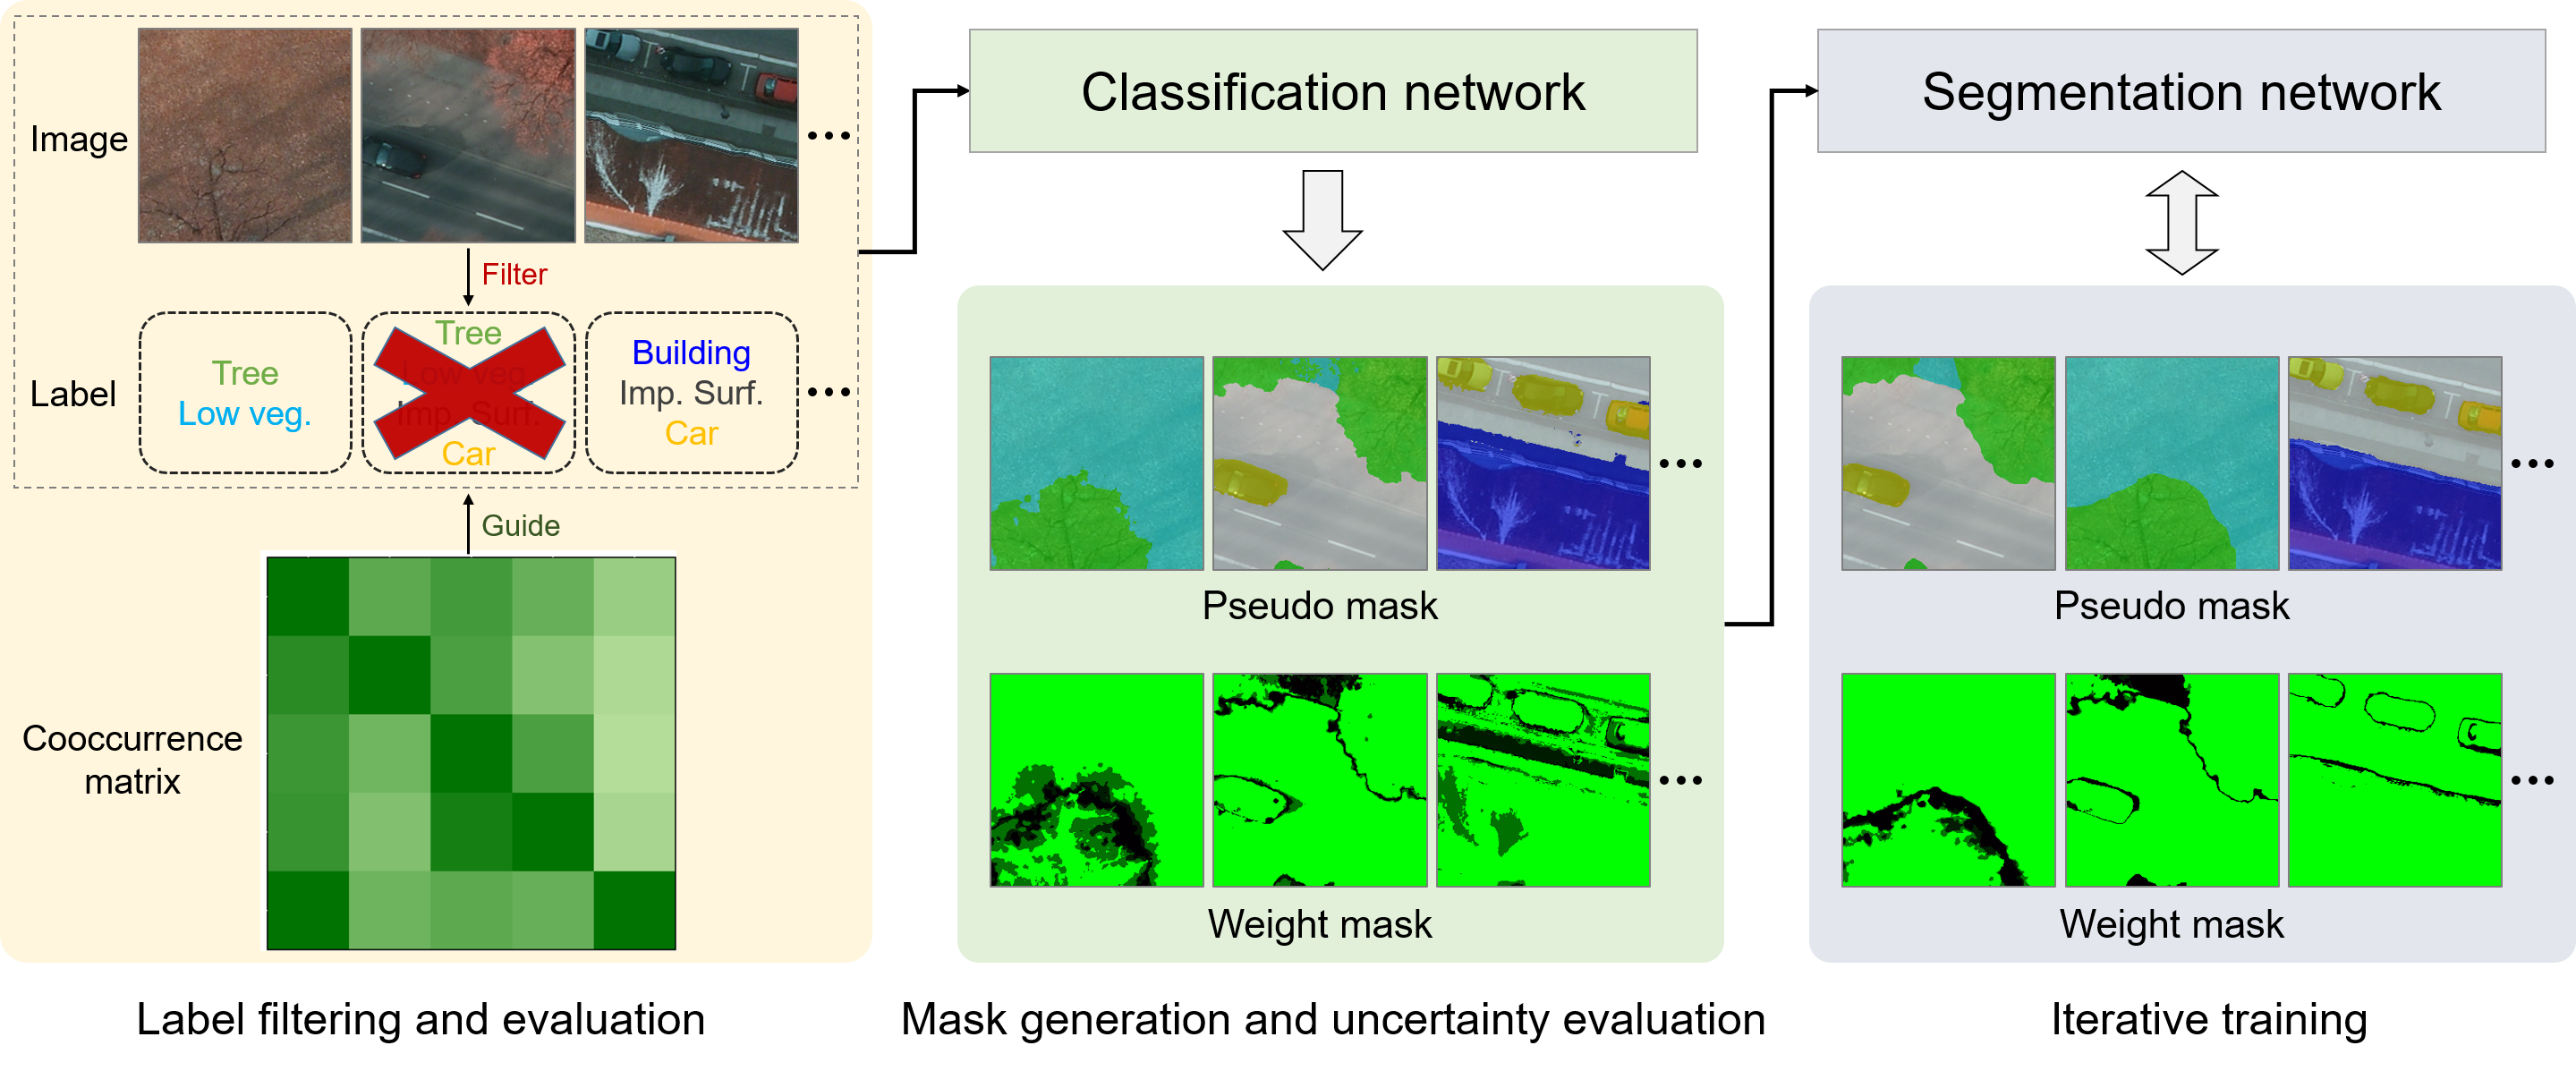 Image
Filter
Label
Tree
Low veg.
Tree
Low veg.
Imp. Surf.
Car
Building
Imp. Surf.
Car
Guide
Cooccurrence
matrix
Label filtering and evaluation
Classification network
Pseudo mask
Weight mask
Mask generation and uncertainty evaluation
Segmentation network
Pseudo mask
Weight mask
Iterative training